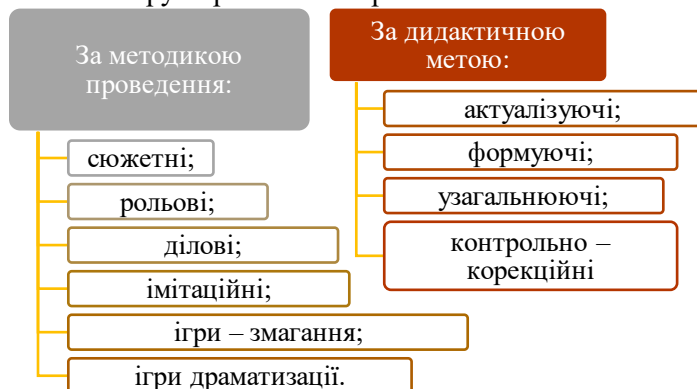 За методикою
проведення:
сюжетні;
рольові;
ділові;
імітаційні;
ігри – змагання;
ігри драматизації.
За дидактичною
метою:
актуалізуючі;
формуючі;
узагальнюючі;
контрольно –
корекційні